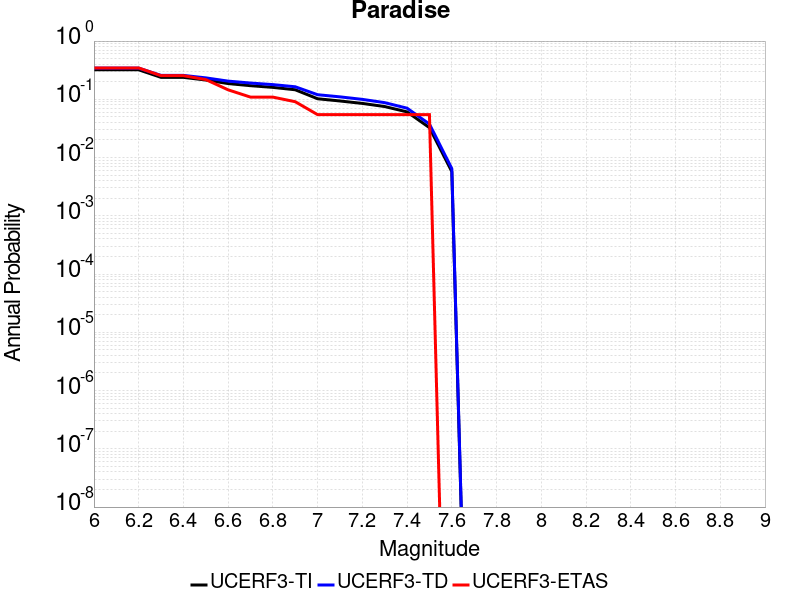 Paradise
10^0
10^-1
10^-2
10^-3
10^-4
10^-5
10^-6
10^-7
10^-8
Annual Probability
6 6.2 6.4 6.6 6.8 7 7.2 7.4 7.6 7.8 8 8.2 8.4 8.6 8.8 9
Magnitude
UCERF3-TI UCERF3-TD UCERF3-ETAS